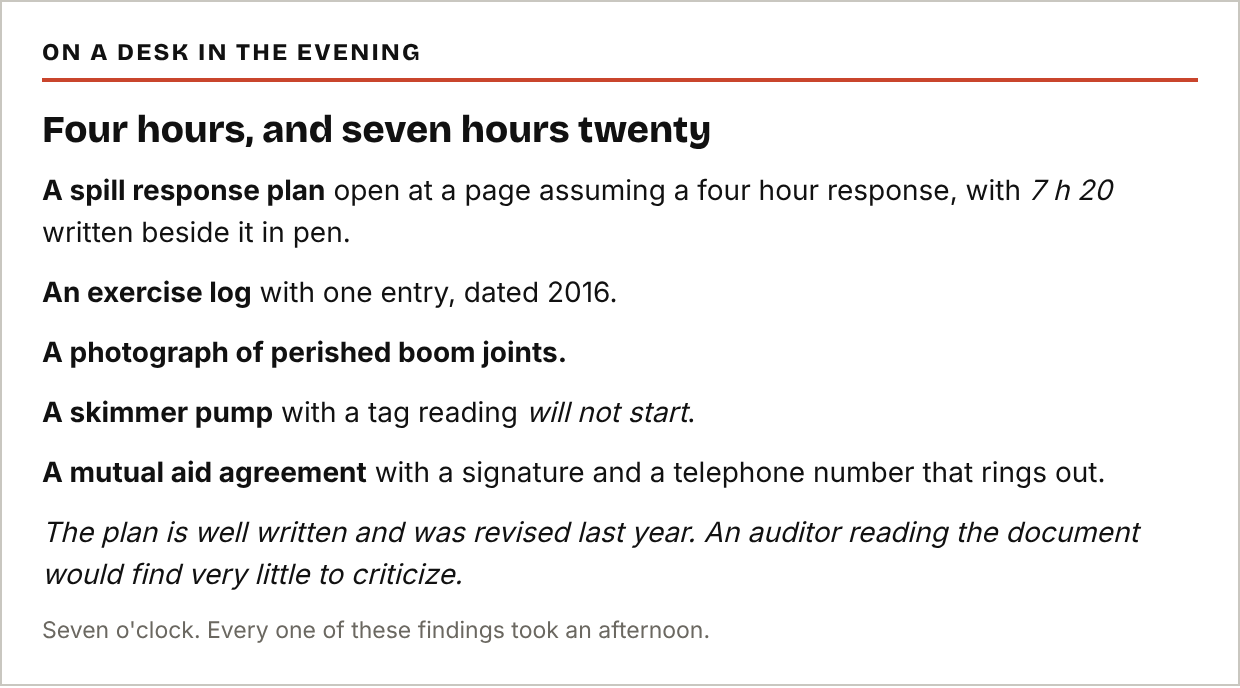 ON A DESK IN THE EVENING
Four hours, and seven hours twenty
A spill response plan open at a page assuming a four hour response, with 7 h 20
written beside it in pen.
An exercise log with one entry, dated 2016.
A photograph of perished boom joints.
A skimmer pump with a tag reading will not start.
A mutual aid agreement with a signature and a telephone number that rings out.
The plan is well written and was revised last year. An auditor reading the document
would find very little to criticize.
Seven o'clock. Every one of these findings took an afternoon.